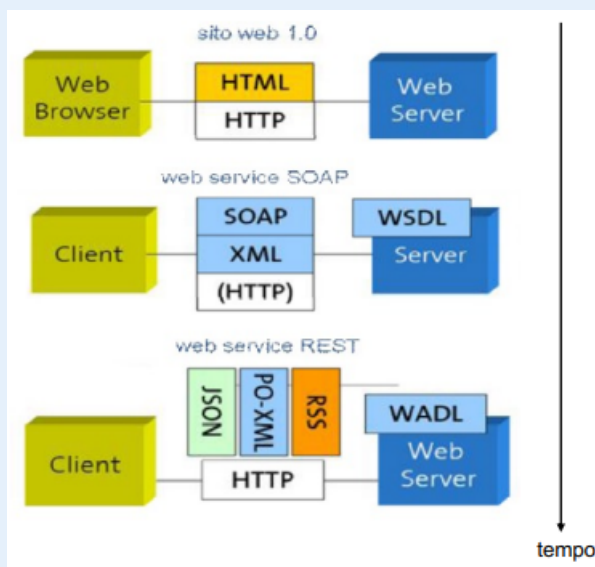 sito web 1.0
Web
Browser
HTML
HTTP
Web
Server
web service SOAP
Client
SOAP
XML
(HTTP)
WSDL
Server
web service REST
Client
JSON
PO-XML
RSS
HTTP
WADL
Web
Server
tempo